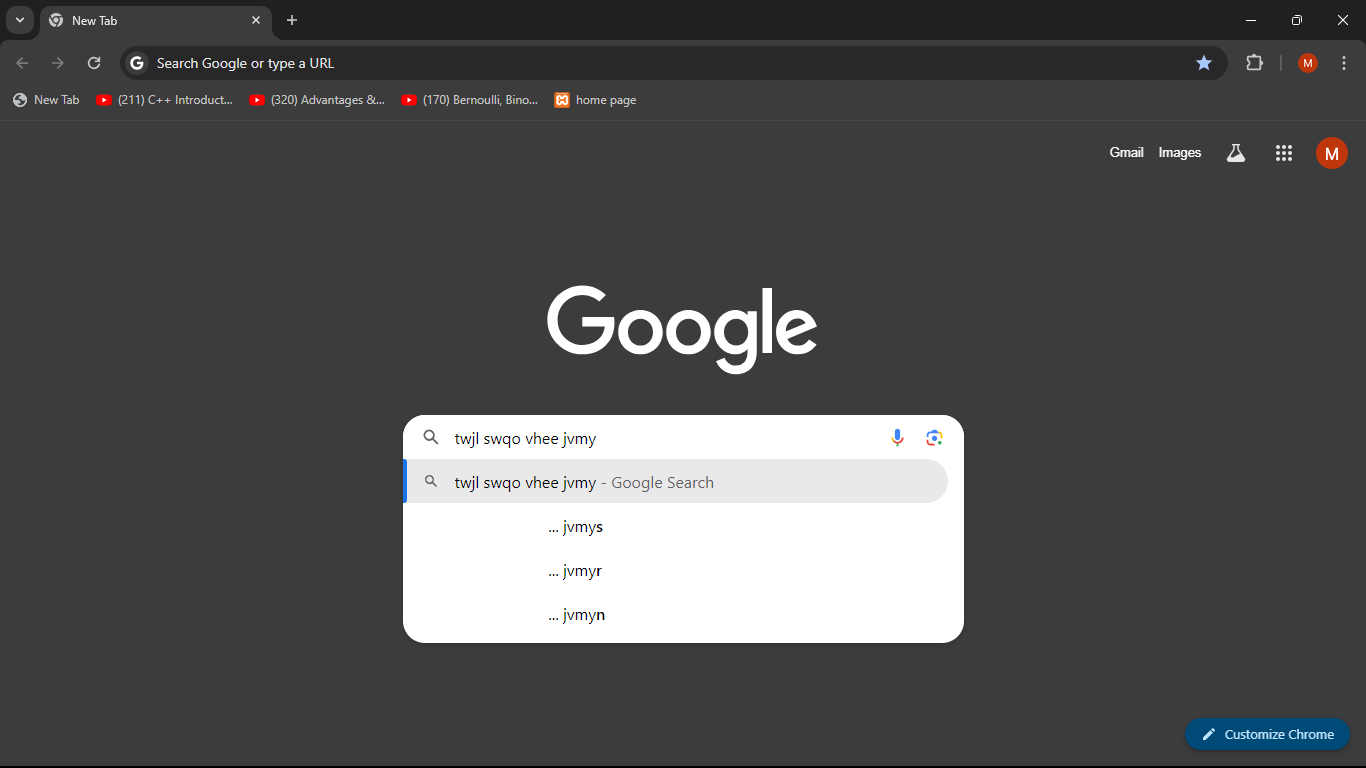 New Tab
Search Google or type a URL
M
New Tab
(211) C++ Introduct...
(320) Advantages &...
(170) Bernoulli, Bino...
home page
Gmail
Images
M
Google
twjl swqo vhee jvmy
twjl swqo vhee jvmy - Google Search
... jvmys
... jvmyr
... jvmyn
Customize Chrome